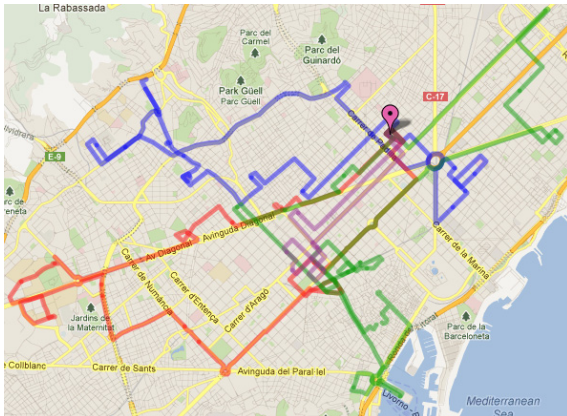 La Rabassada
Parc del
Carmel
Parc del
Guinardó
Park Güell
Parc Güell
C-17
E-9
Av Diagonal
Avinguda Diagonal
Carrer de la Marina
Carrer de Numància
Carrer d'Entença
Carrer d'Aragó
Jardins de
la Maternitat
Parc de la
Barceloneta
e Collblanc
Carrer de Sants
Avinguda del Paral·lel
Mediterranean
Sea